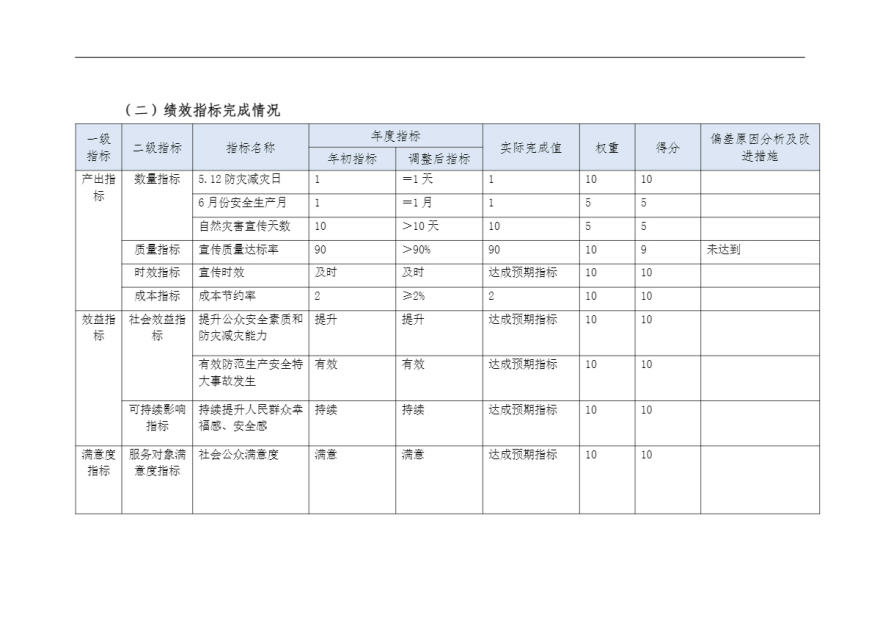 （二）绩效指标完成情况
一级指标 二级指标 指标名称 年度指标 实际完成值 权重 得分 偏差原因分析及改进措施
年初指标 调整后指标
产出指标 数量指标 5.12防灾减灾日 1 =1天 1 10 10
6月份安全生产月 1 =1月 1 5 5
自然灾害宣传天数 10 >10天 10 5 5
质量指标 宣传质量达标率 90 >90% 90 10 9 未达到
时效指标 宣传时效 及时 及时 达成预期指标 10 10
成本指标 成本节约率 2 ≥2% 2 10 10
效益指标 社会效益指标 提升公众安全素质和防灾减灾能力 提升 提升 达成预期指标 10 10
有效防范生产安全特大事故发生 有效 有效 达成预期指标 10 10
可持续影响指标 持续提升人民群众幸福感、安全感 持续 持续 达成预期指标 10 10
满意度指标 服务对象满意度指标 社会公众满意度 满意 满意 达成预期指标 10 10